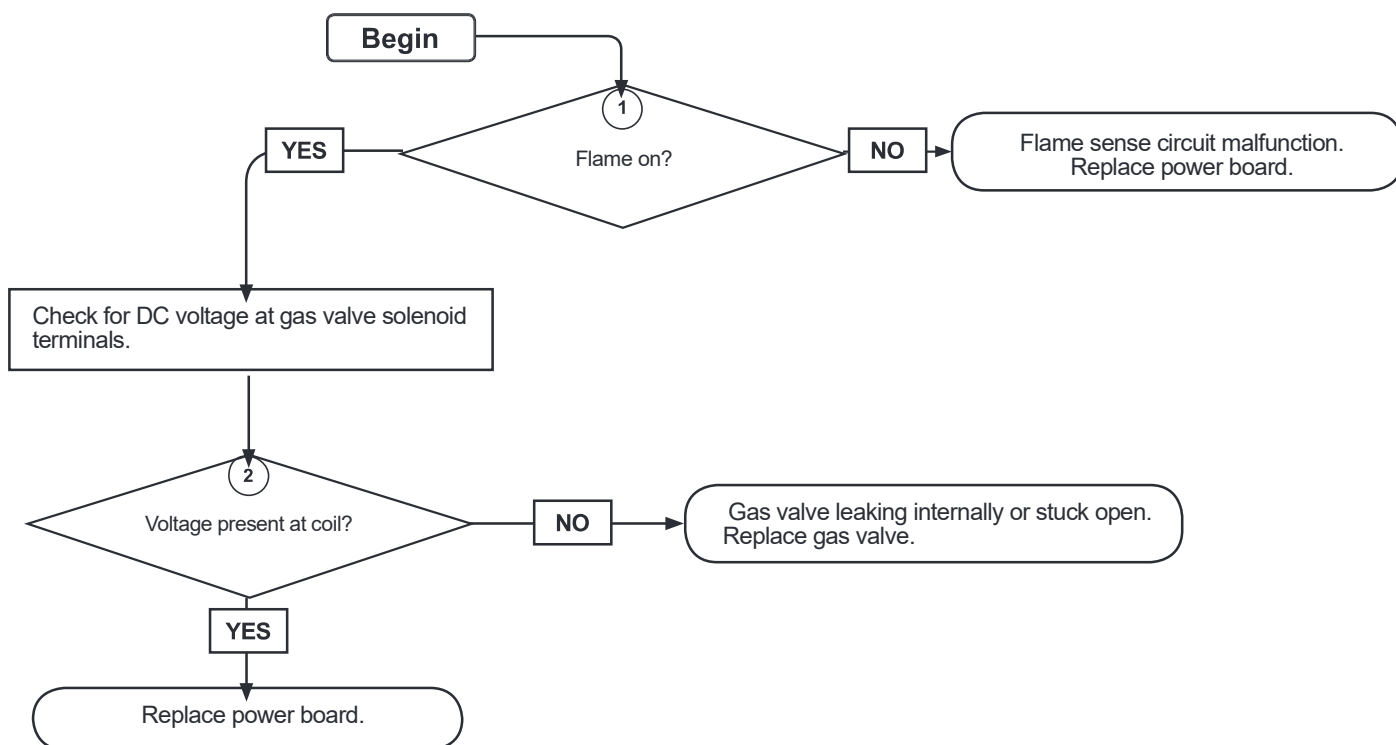 Begin
1
Flame on?
YES
NO
Flame sense circuit malfunction.
Replace power board.
Check for DC voltage at gas valve solenoid
terminals.
2
Voltage present at coil?
NO
Gas valve leaking internally or stuck open.
Replace gas valve.
YES
Replace power board.